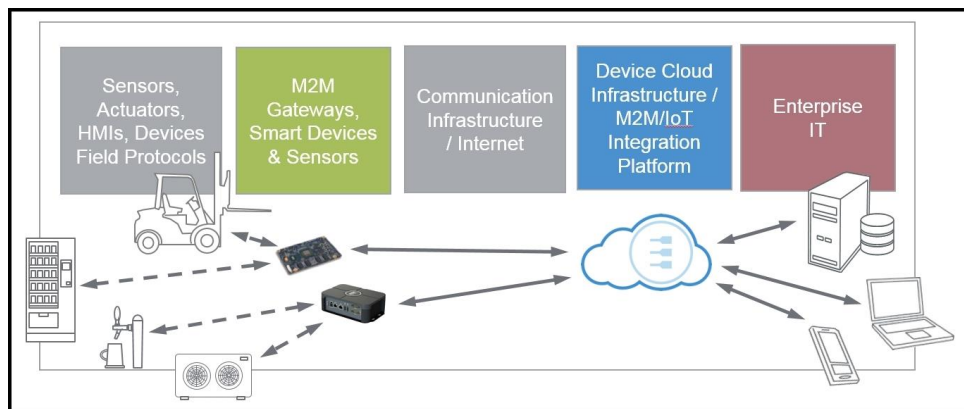 Sensors,
Actuators,
HMIs, Devices
Field Protocols
M2M
Gateways,
Smart Devices
& Sensors
Communication
Infrastructure
/ Internet
Device Cloud
Infrastructure /
M2M/IoT
Integration
Platform
Enterprise
IT